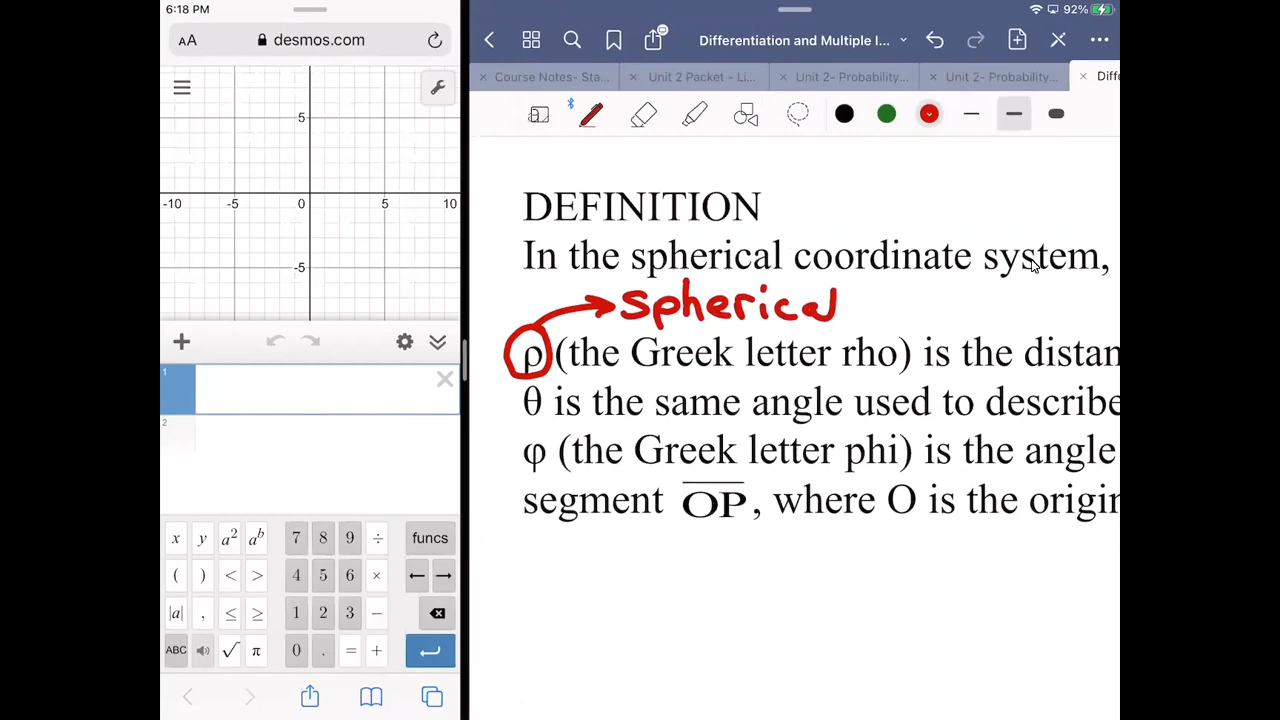 6:18 PM
92%
AA
desmos.com
Differentiation and Multiple I...
Course Notes- Sta...
Unit 2 Packet - Li...
Unit 2- Probability...
Unit 2- Probability...
Diffe
5
-10
-5
0
5
10
-5
DEFINITION
In the spherical coordinate system,
spherical
ρ (the Greek letter rho) is the distan
θ is the same angle used to describe
φ (the Greek letter phi) is the angle
segment OP, where O is the origin
1
2
x y a² aᵇ 7 8 9 ÷ funcs
( ) < > 4 5 6 × ← →
|a| , ≤ ≥ 1 2 3 −
ABC √ π 0 . = +